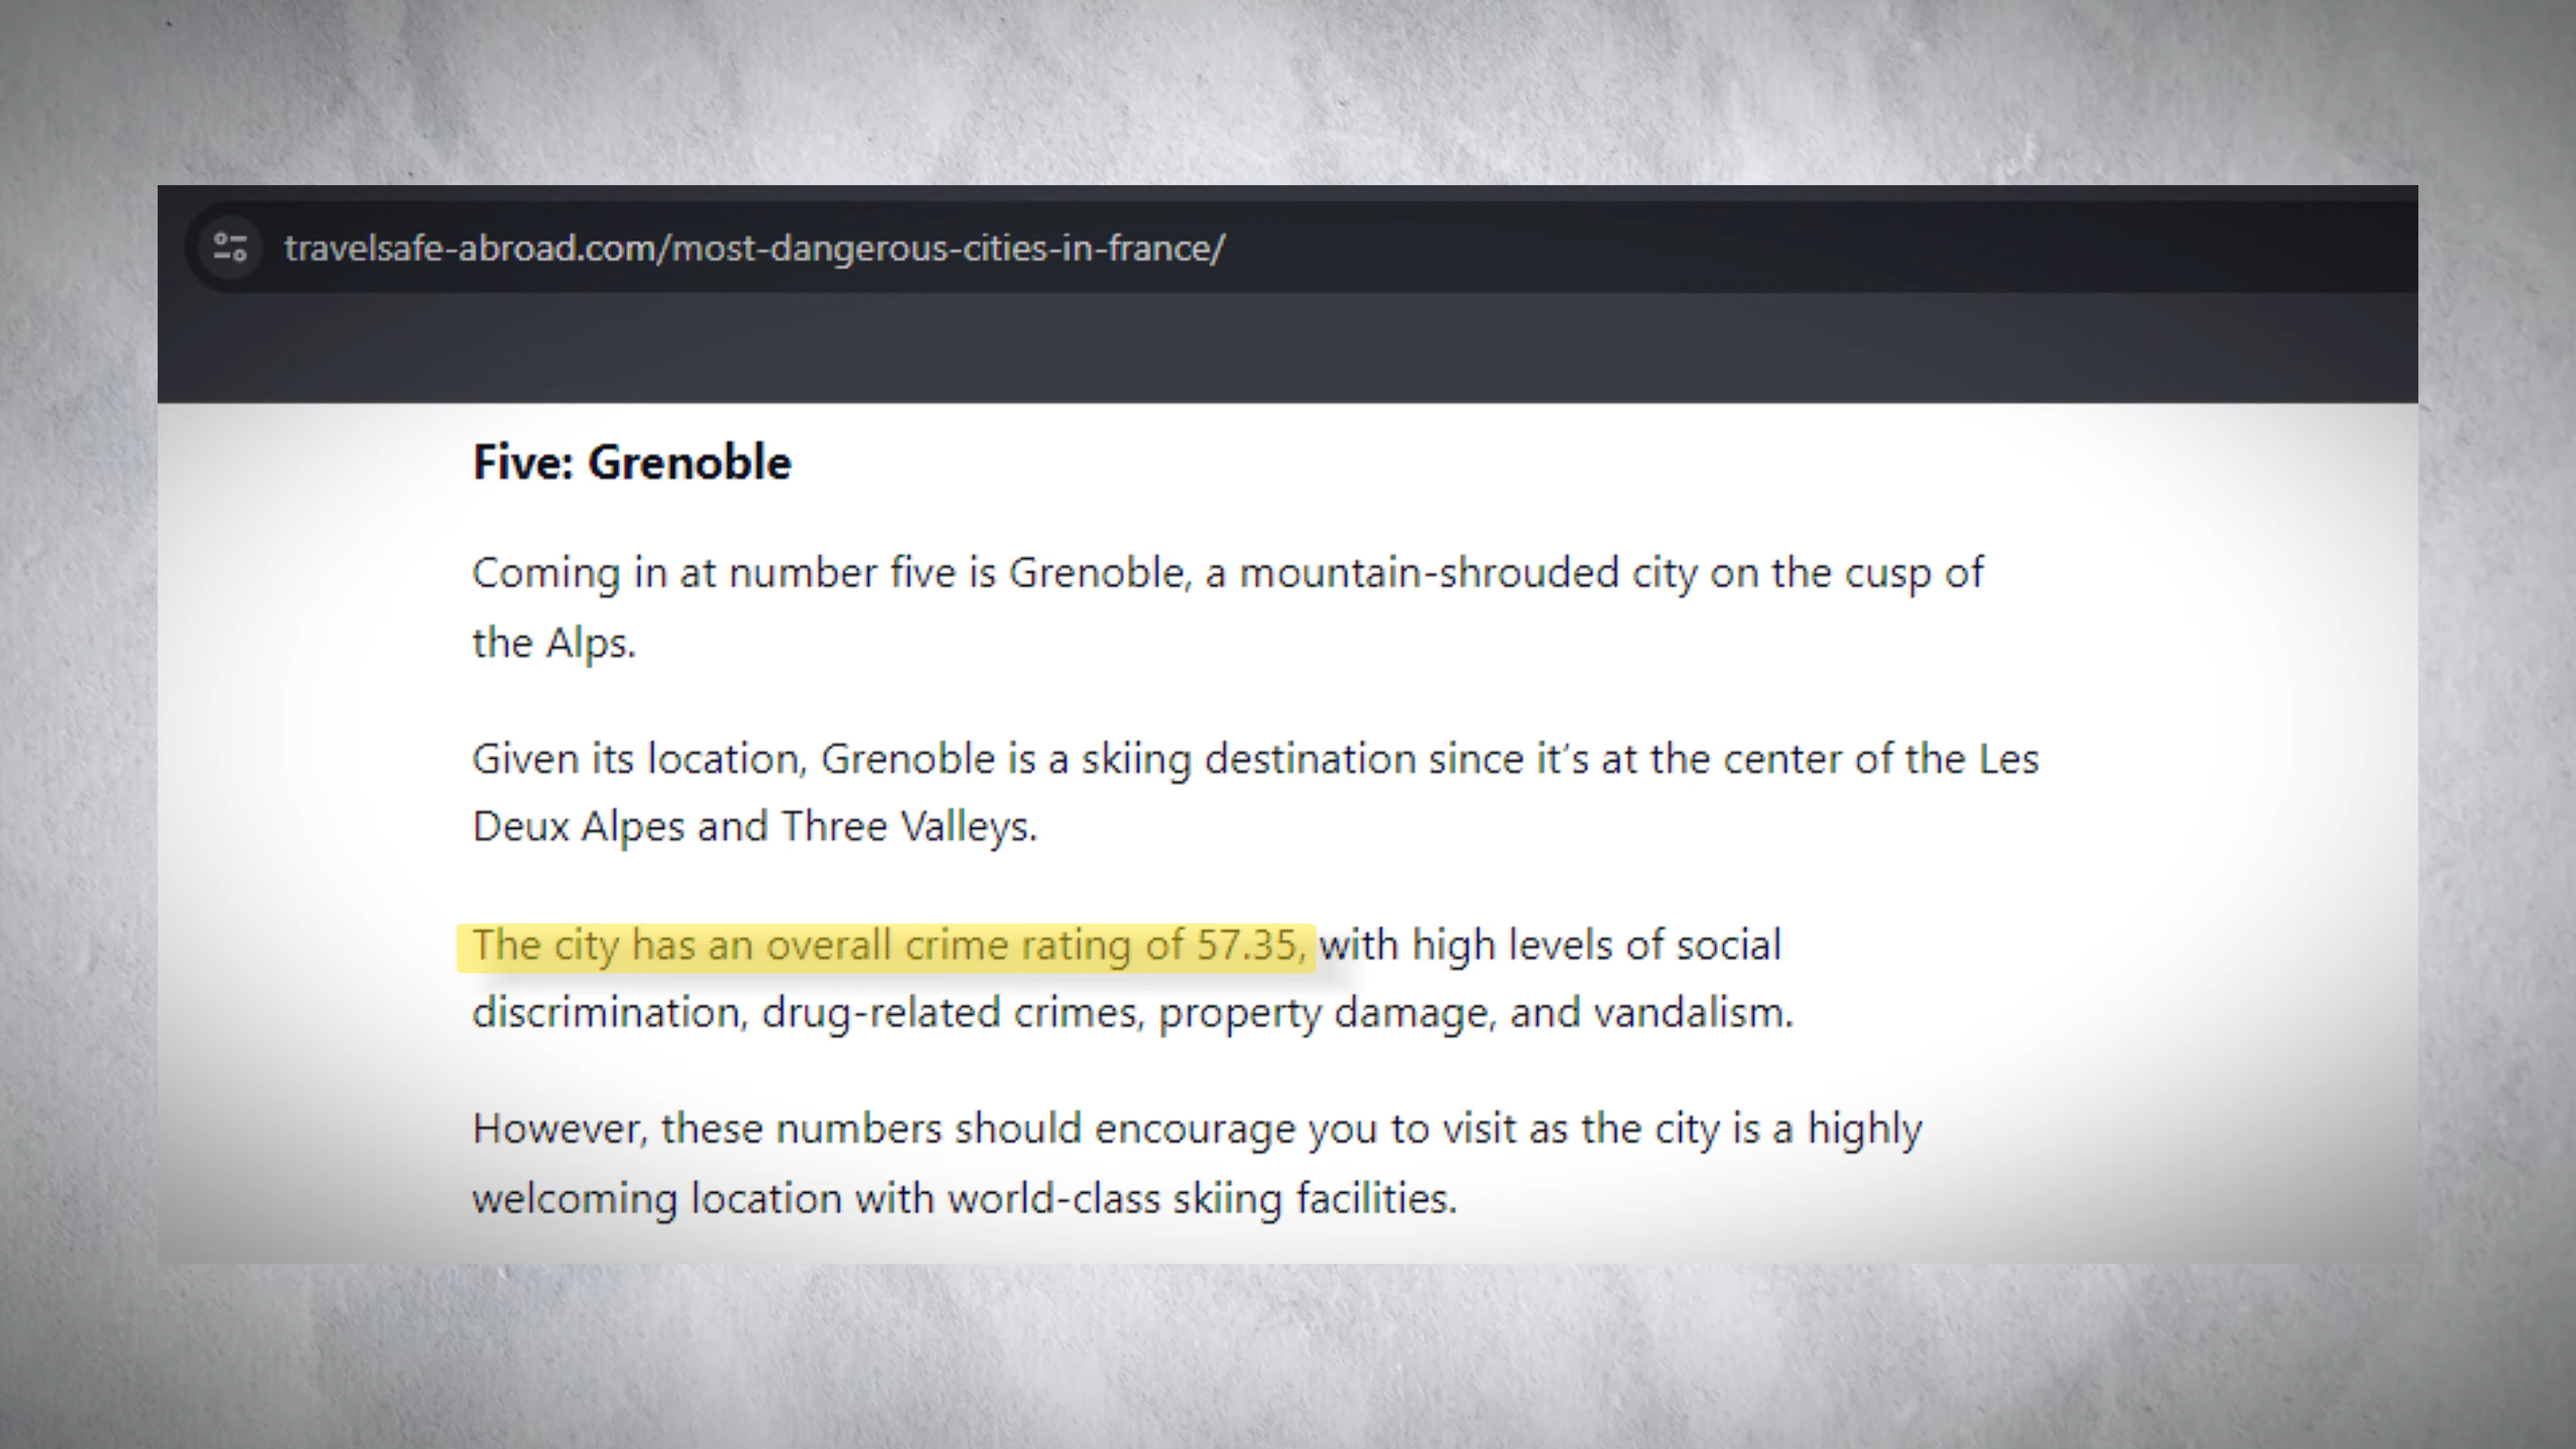 travelsafe-abroad.com/most-dangerous-cities-in-france/
Five: Grenoble
Coming in at number five is Grenoble, a mountain-shrouded city on the cusp of
the Alps.
Given its location, Grenoble is a skiing destination since it's at the center of the Les
Deux Alpes and Three Valleys.
The city has an overall crime rating of 57.35, with high levels of social
discrimination, drug-related crimes, property damage, and vandalism.
However, these numbers should encourage you to visit as the city is a highly
welcoming location with world-class skiing facilities.